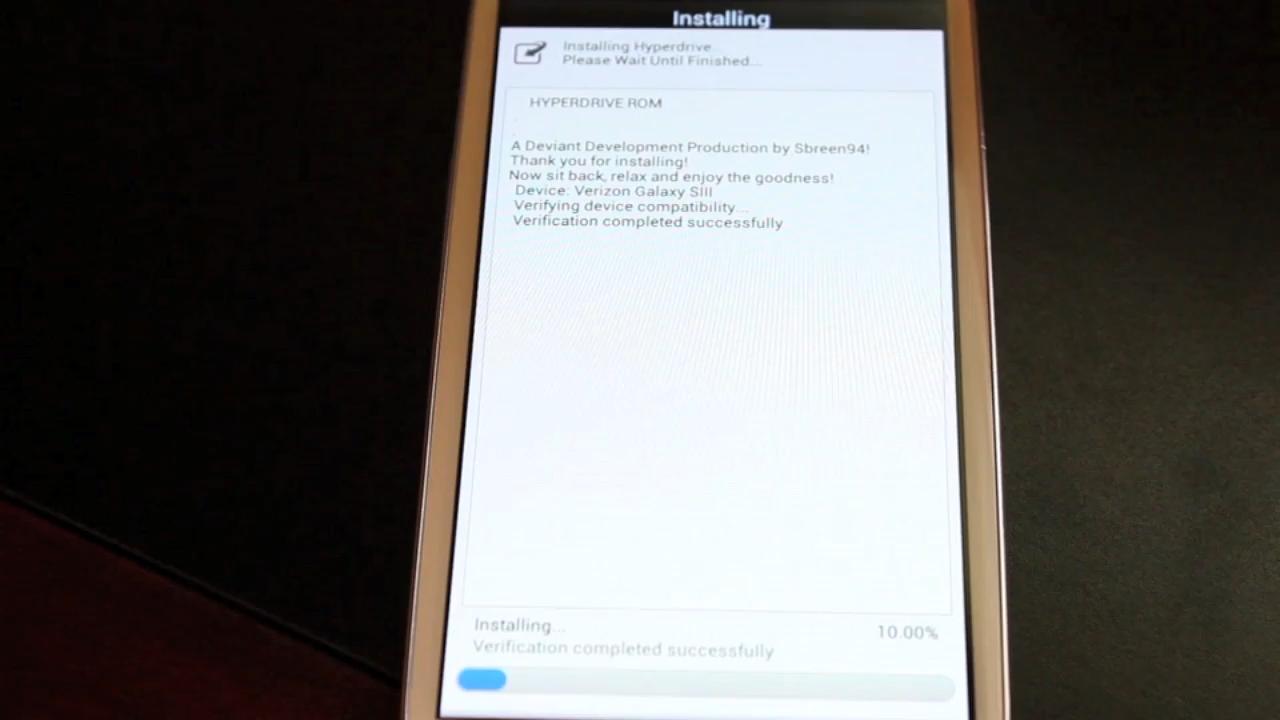 Installing
Installing Hyperdrive...
Please Wait Until Finished...
HYPERDRIVE ROM
A Deviant Development Production by Sbreen94!
Thank you for installing!
Now sit back, relax and enjoy the goodness!
Device: Verizon Galaxy SIII
Verifying device compatibility...
Verification completed successfully
Installing...
10.00%
Verification completed successfully